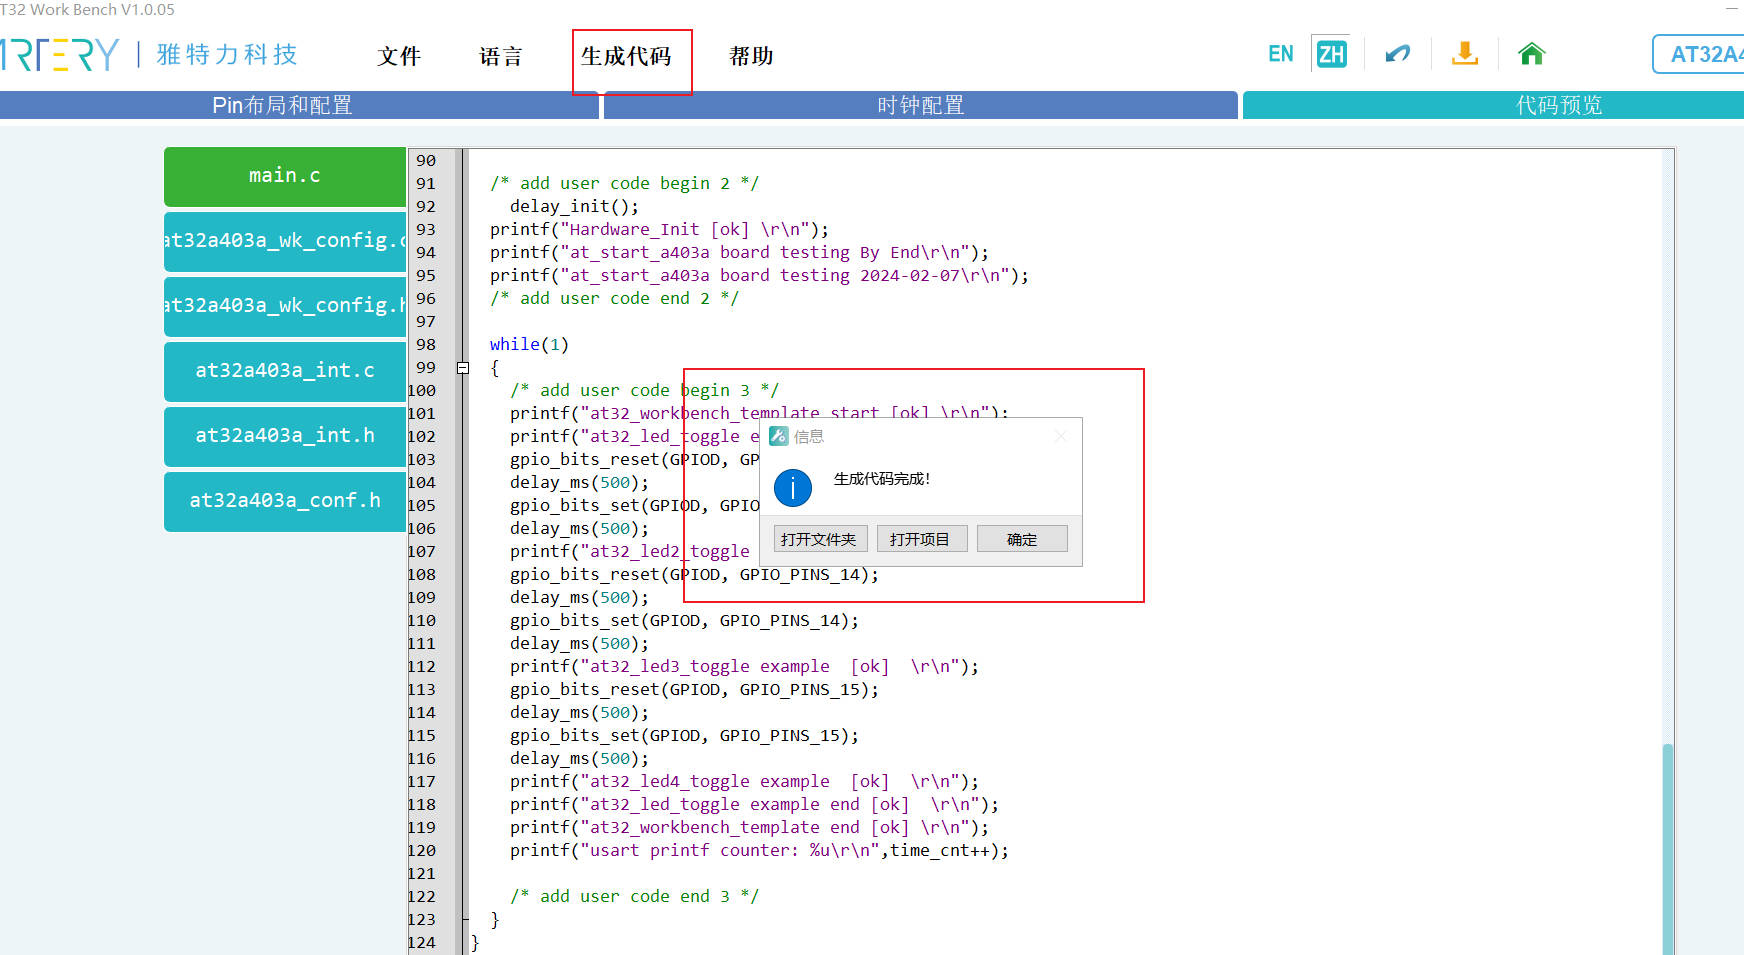 T32 Work Bench V1.0.05
ARTERY 雅特力科技 文件 语言 生成代码 帮助 EN ZH AT32A4
Pin布局和配置 时钟配置 代码预览
main.c
at32a403a_wk_config.c
at32a403a_wk_config.h
at32a403a_int.c
at32a403a_int.h
at32a403a_conf.h
90
91 /* add user code begin 2 */
92 delay_init();
93 printf("Hardware_Init [ok] \r\n");
94 printf("at_start_a403a board testing By End\r\n");
95 printf("at_start_a403a board testing 2024-02-07\r\n");
96 /* add user code end 2 */
97
98 while(1)
99 {
100 /* add user code begin 3 */
101 printf("at32_workbench_template start [ok] \r\n");
102 printf("at32_led_toggle e
103 gpio_bits_reset(GPIOD, GP
104 delay_ms(500);
105 gpio_bits_set(GPIOD, GPIO
106 delay_ms(500);
107 printf("at32_led2_toggle
108 gpio_bits_reset(GPIOD, GPIO_PINS_14);
109 delay_ms(500);
110 gpio_bits_set(GPIOD, GPIO_PINS_14);
111 delay_ms(500);
112 printf("at32_led3_toggle example  [ok]  \r\n");
113 gpio_bits_reset(GPIOD, GPIO_PINS_15);
114 delay_ms(500);
115 gpio_bits_set(GPIOD, GPIO_PINS_15);
116 delay_ms(500);
117 printf("at32_led4_toggle example  [ok]  \r\n");
118 printf("at32_led_toggle example end [ok]  \r\n");
119 printf("at32_workbench_template end [ok] \r\n");
120 printf("usart printf counter: %u\r\n",time_cnt++);
121
122 /* add user code end 3 */
123 }
124 }
信息
生成代码完成!
打开文件夹 打开项目 确定